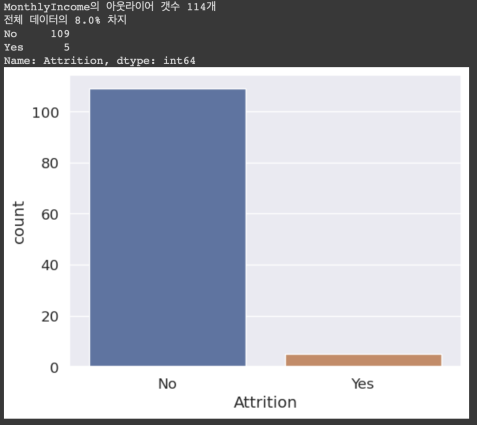 MonthlyIncome의 아웃라이어 갯수 114개
전체 데이터의 8.0% 차지
No 109
Yes 5
Name: Attrition, dtype: int64
100
80
60
40
20
0
count
No Yes
Attrition